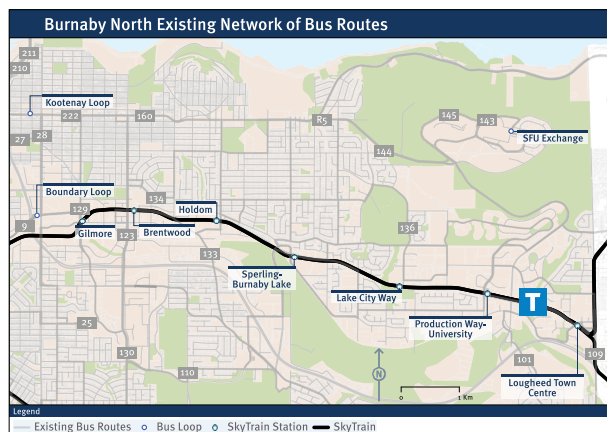 Burnaby North Existing Network of Bus Routes
211
210
Kootenay Loop
222
160
R5
145
143
SFU Exchange
27
28
144
Boundary Loop
134
Holdom
129
136
9
Gilmore
123
Brentwood
133
Sperling-
Burnaby Lake
Lake City Way
T
Production Way-
University
25
130
110
N
101
109
Lougheed Town
Centre
0
1 Km
Legend
Existing Bus Routes
Bus Loop
SkyTrain Station
SkyTrain